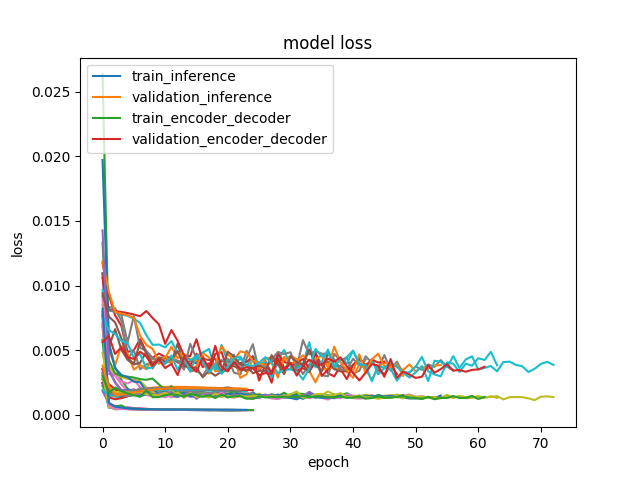 model loss
train_inference
validation_inference
train_encoder_decoder
validation_encoder_decoder
0.025
0.020
0.015
0.010
0.005
0.000
loss
0 10 20 30 40 50 60 70
epoch